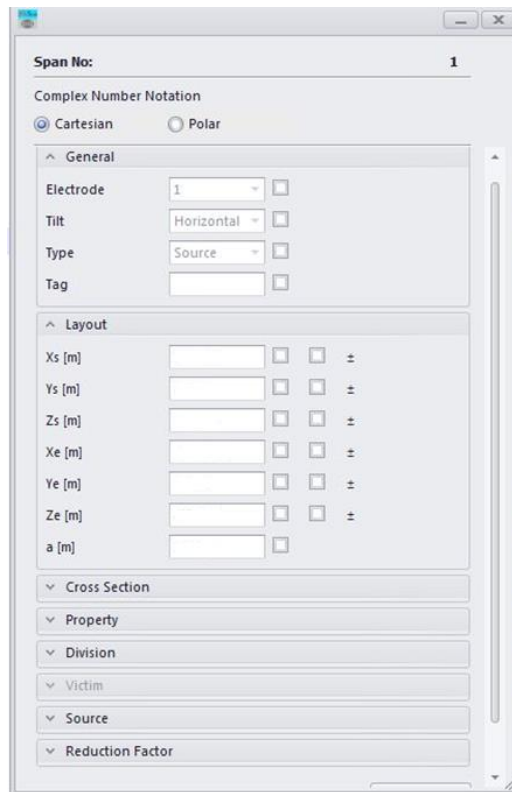 Span No: 1
Complex Number Notation
Cartesian Polar
General
Electrode 1
Tilt Horizontal
Type Source
Tag
Layout
Xs [m] ±
Ys [m] ±
Zs [m] ±
Xe [m] ±
Ye [m] ±
Ze [m] ±
a [m]
Cross Section
Property
Division
Victim
Source
Reduction Factor